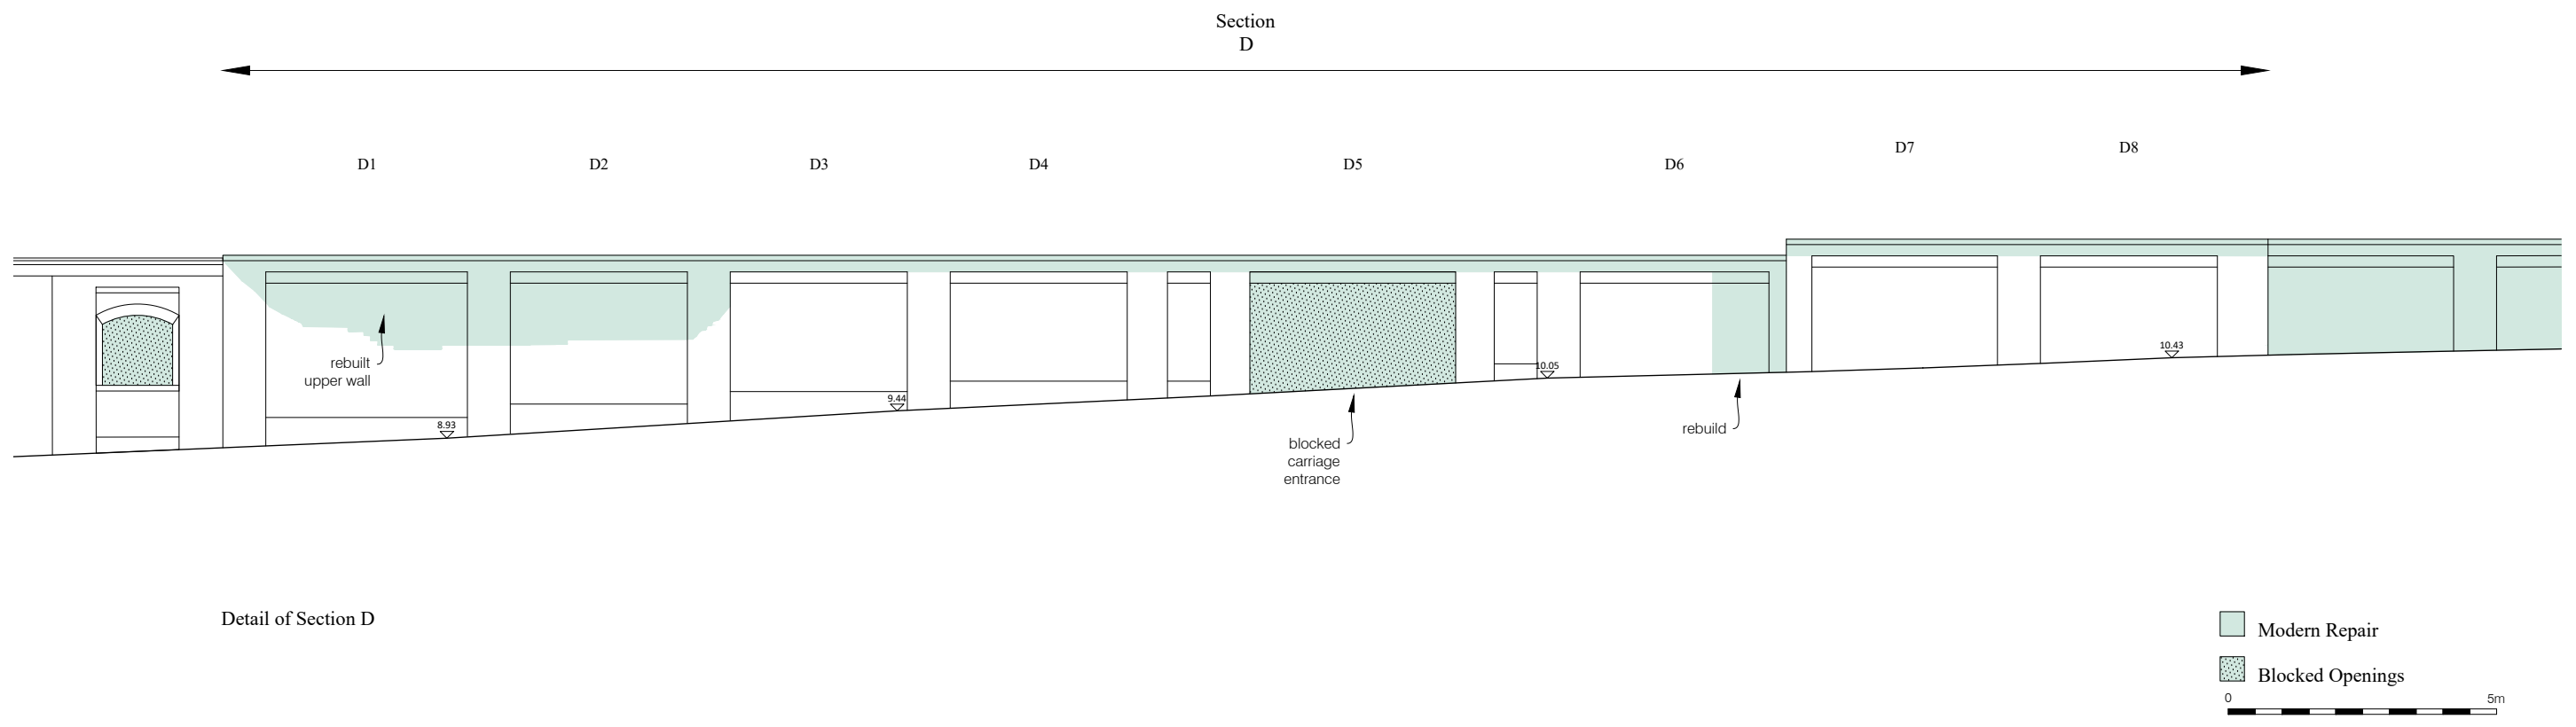 Section
D
D1
D2
D3
D4
D5
D6
D7
D8
rebuilt
upper wall
8.93
9.44
10.05
10.43
blocked
carriage
entrance
rebuild
Detail of Section D
Modern Repair
Blocked Openings
0
5m